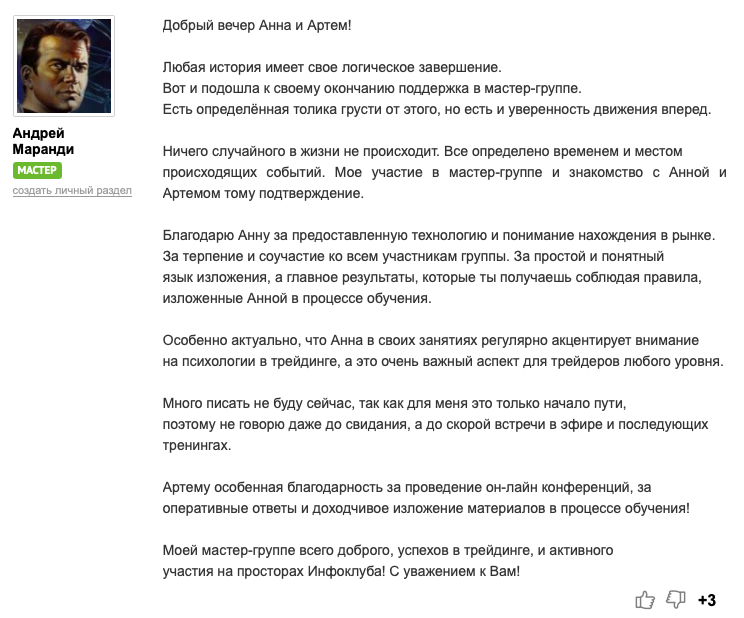 Добрый вечер Анна и Артем!
Любая история имеет свое логическое завершение.
Вот и подошла к своему окончанию поддержка в мастер-группе.
Есть определённая толика грусти от этого, но есть и уверенность движения вперед.
Андрей
Маранди
МАСТЕР
создать личный раздел
Ничего случайного в жизни не происходит. Все определено временем и местом
происходящих событий. Мое участие в мастер-группе и знакомство с Анной и
Артемом тому подтверждение.
Благодарю Анну за предоставленную технологию и понимание нахождения в рынке.
За терпение и соучастие ко всем участникам группы. За простой и понятный
язык изложения, а главное результаты, которые ты получаешь соблюдая правила,
изложенные Анной в процессе обучения.
Особенно актуально, что Анна в своих занятиях регулярно акцентирует внимание
на психологии в трейдинге, а это очень важный аспект для трейдеров любого уровня.
Много писать не буду сейчас, так как для меня это только начало пути,
поэтому не говорю даже до свидания, а до скорой встречи в эфире и последующих
тренингах.
Артему особенная благодарность за проведение он-лайн конференций, за
оперативные ответы и доходчивое изложение материалов в процессе обучения!
Моей мастер-группе всего доброго, успехов в трейдинге, и активного
участия на просторах Инфоклуба! С уважением к Вам!
+3